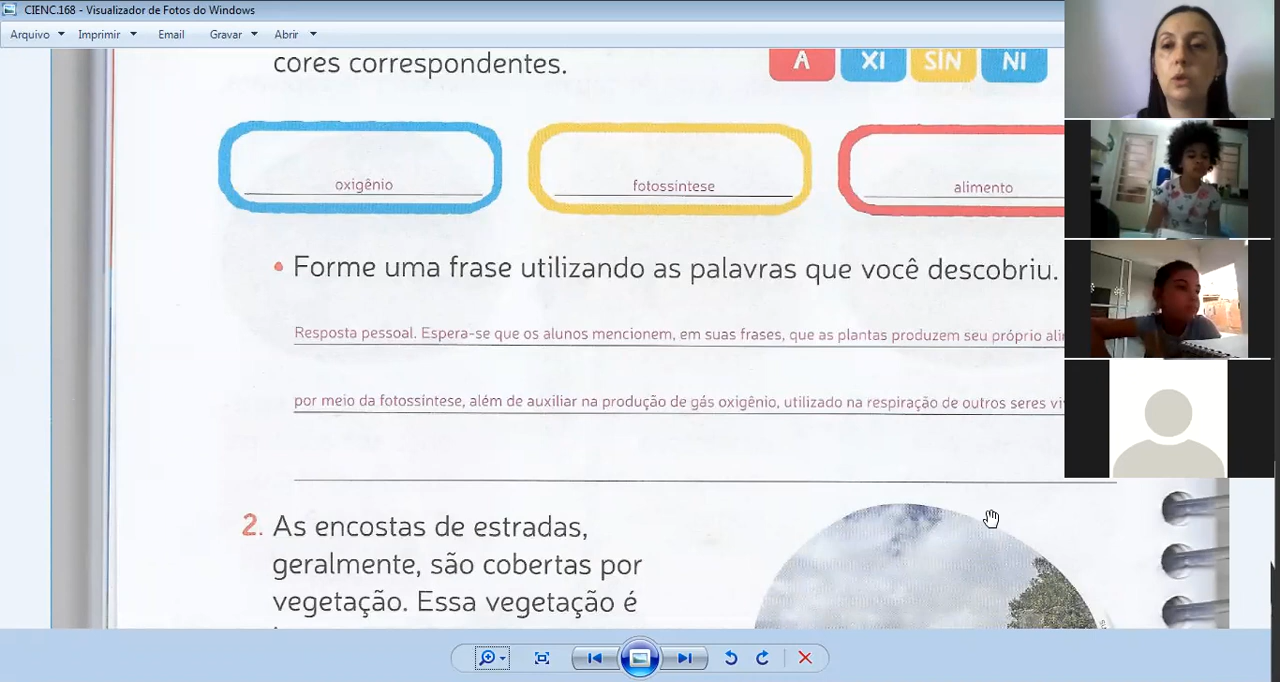 CIENC.168 - Visualizador de Fotos do Windows
Arquivo Imprimir Email Gravar Abrir
cores correspondentes.
A XI SIN NI
oxigênio fotossintese alimento
• Forme uma frase utilizando as palavras que você descobriu.
Resposta pessoal. Espera-se que os alunos mencionem, em suas frases, que as plantas produzem seu próprio ali
por meio da fotossíntese, além de auxiliar na produção de gás oxigênio, utilizado na respiração de outros seres vi
2. As encostas de estradas,
geralmente, são cobertas por
vegetação. Essa vegetação é